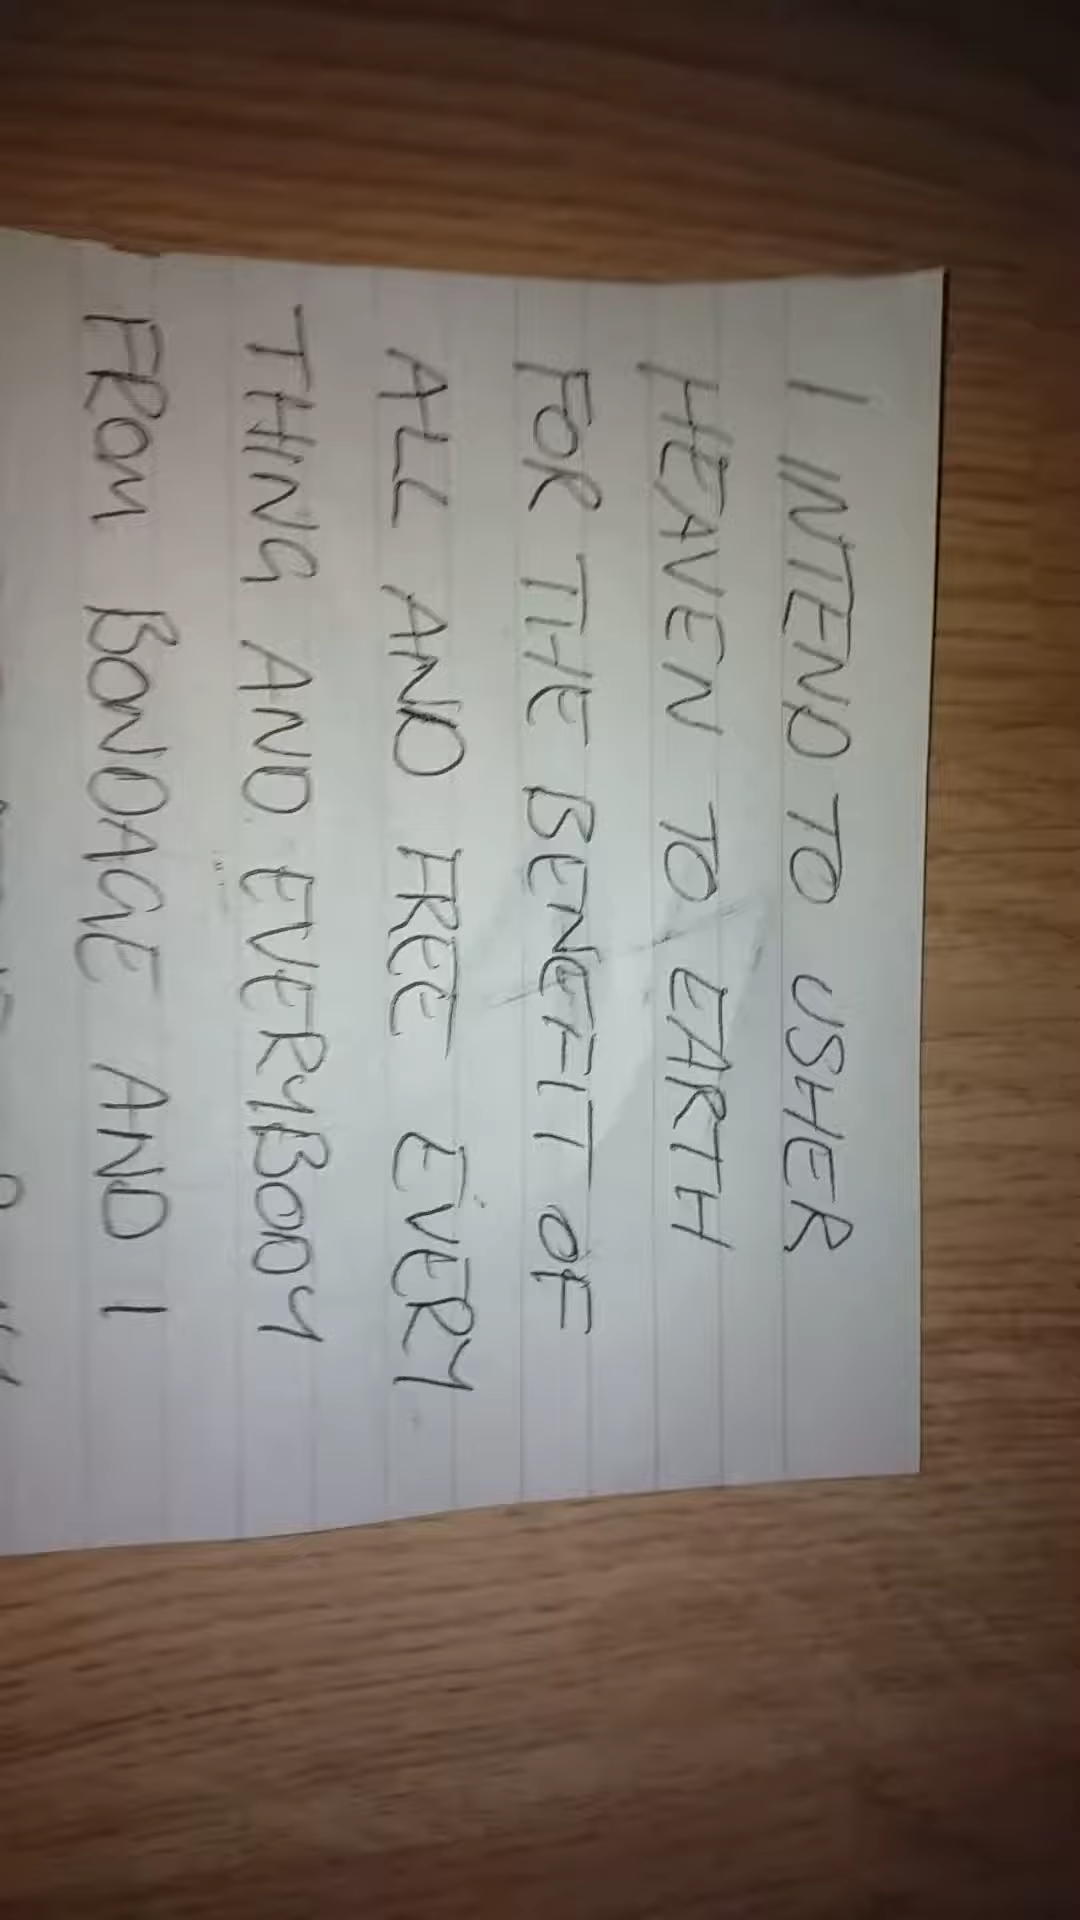 I INTEND TO USHER
HEAVEN TO EARTH
FOR THE BENEFIT OF
ALL AND FREE EVERY
THING AND EVERYBODY
FROM BONDAGE AND I